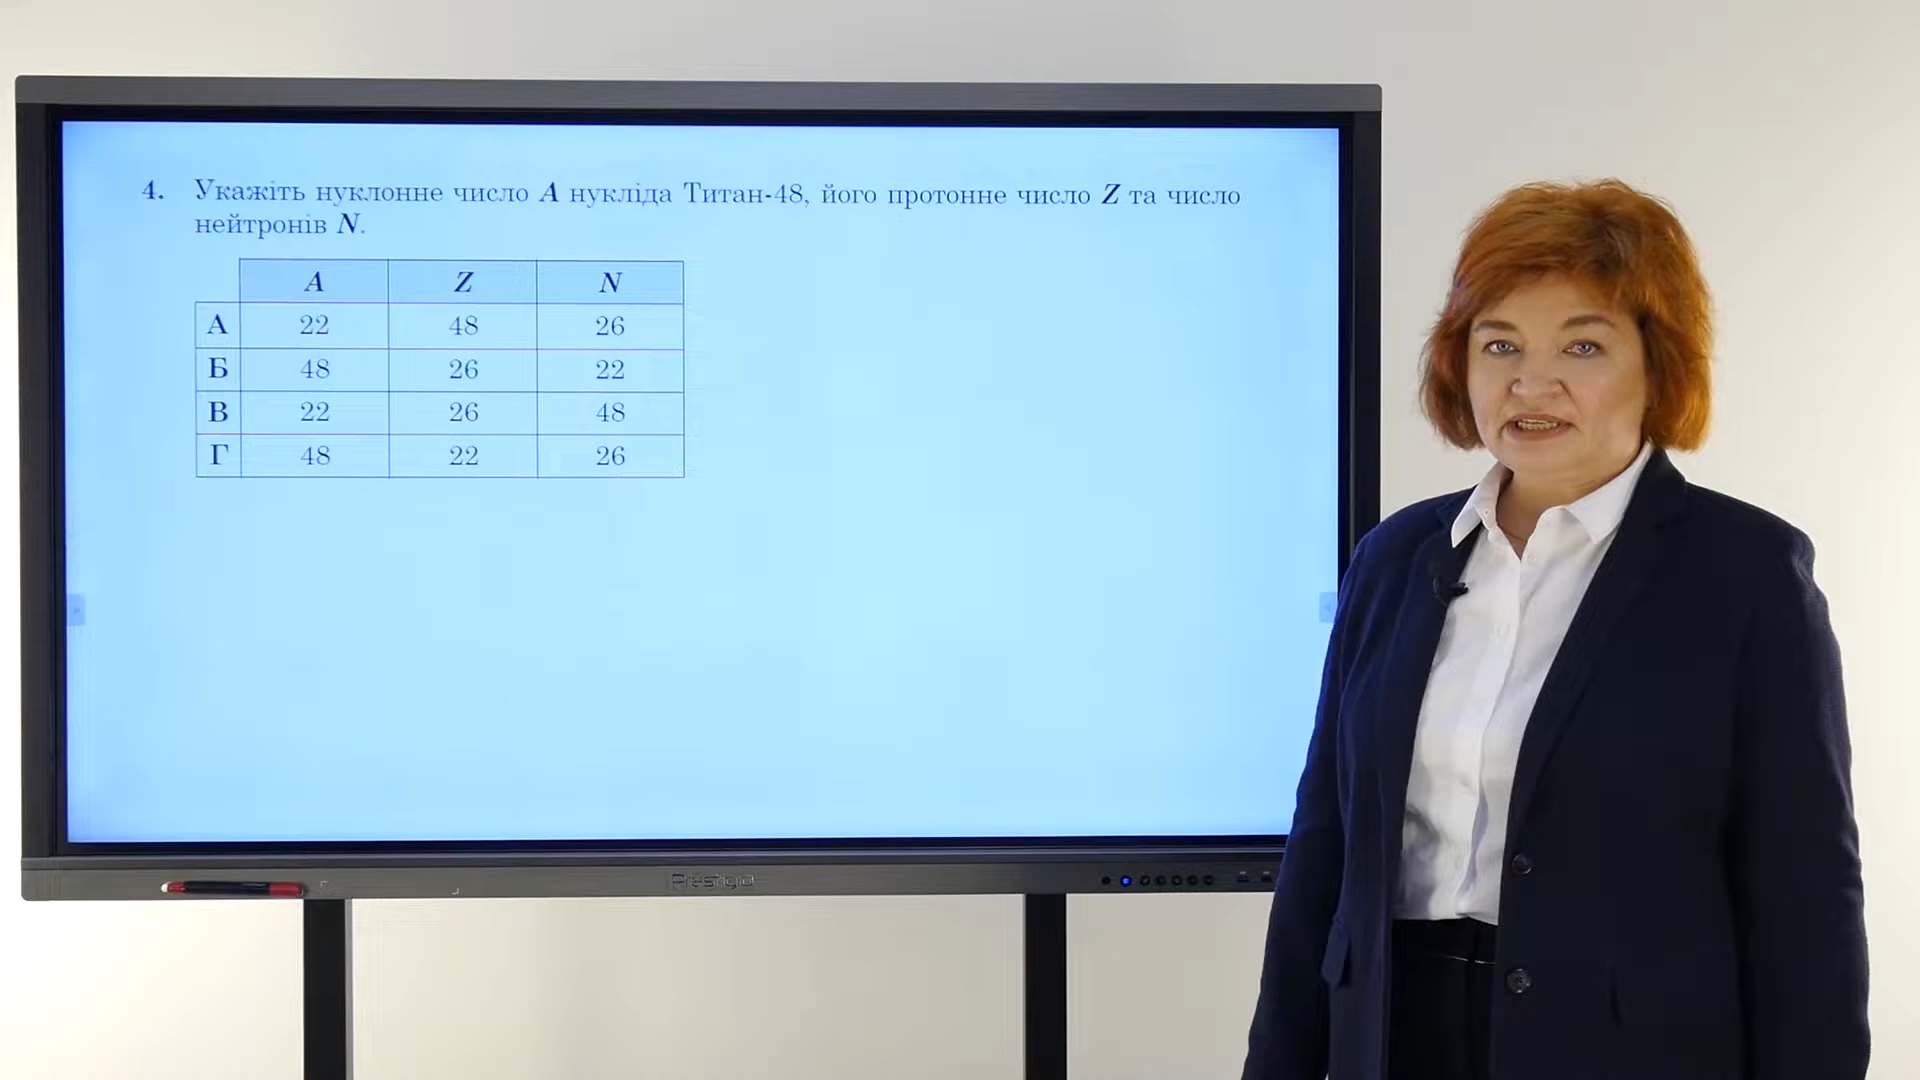 4. Укажіть нуклонне число A нукліда Титан-48, його протонне число Z та число
нейтронів N.
A Z N
А 22 48 26
Б 48 26 22
В 22 26 48
Г 48 22 26
Prestigio